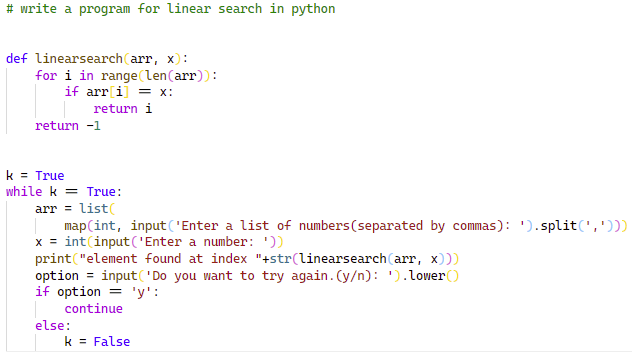 # write a program for linear search in python
def linearsearch(arr, x):
    for i in range(len(arr)):
        if arr[i] == x:
            return i
    return -1
k = True
while k == True:
    arr = list(
        map(int, input('Enter a list of numbers(separated by commas): ').split(',')))
    x = int(input('Enter a number: '))
    print("element found at index "+str(linearsearch(arr, x)))
    option = input('Do you want to try again.(y/n): ').lower()
    if option == 'y':
        continue
    else:
        k = False